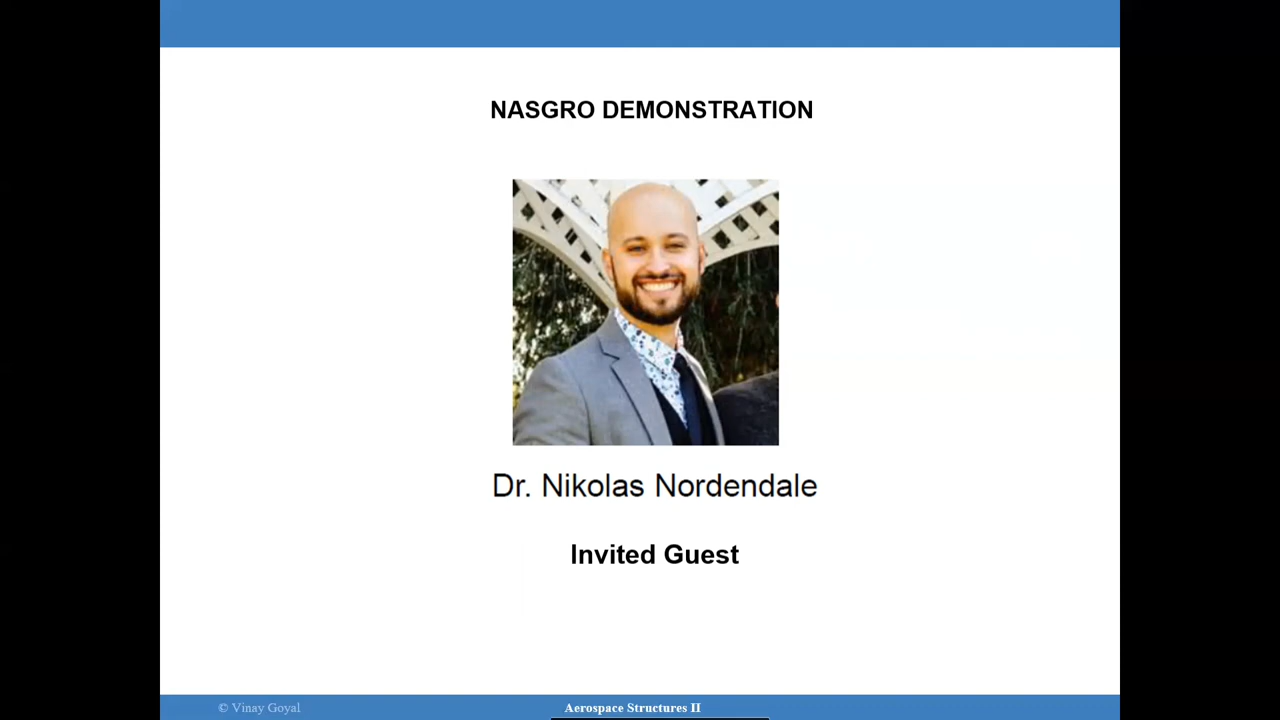 NASGRO DEMONSTRATION
Dr. Nikolas Nordendale
Invited Guest
© Vinay Goyal
Aerospace Structures II